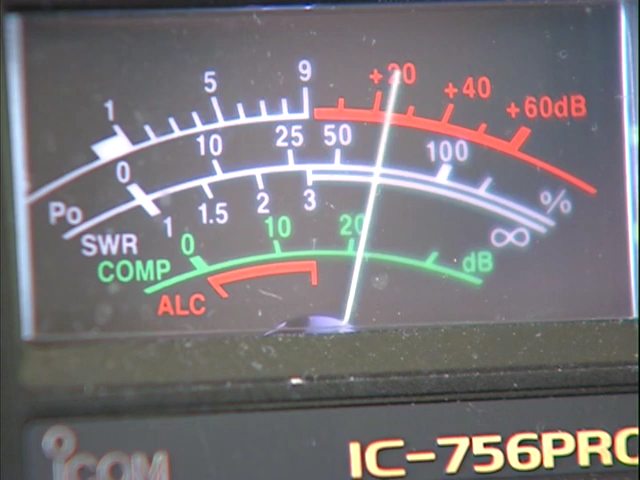 1 5 9 +20 +40 +60dB
0 10 25 50 100 %
Po
1 1.5 2 3 ∞
SWR
COMP 0 10 20 dB
ALC
ICOM IC-756PRO